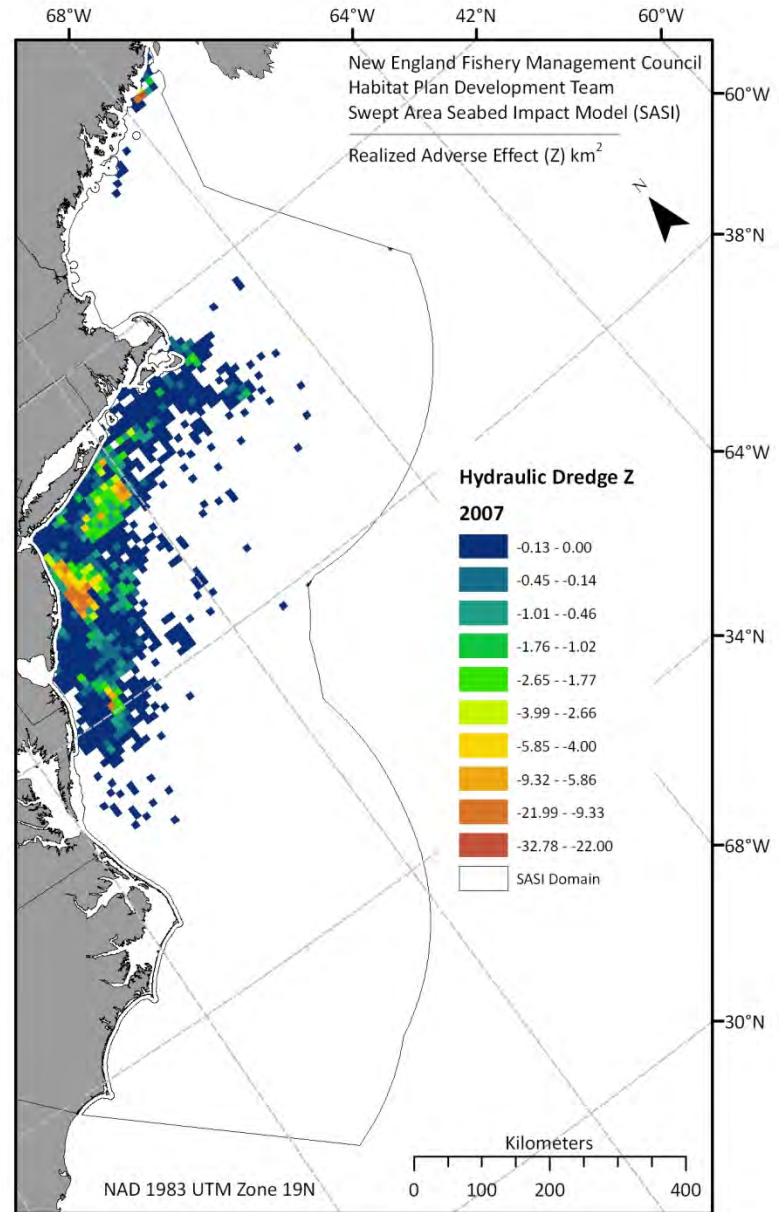 68°W 64°W 42°N 60°W
New England Fishery Management Council
Habitat Plan Development Team
Swept Area Seabed Impact Model (SASI)
Realized Adverse Effect (Z) km²
N
60°W
38°N
64°W
34°N
68°W
30°N
Hydraulic Dredge Z
2007
-0.13 - 0.00
-0.45 - -0.14
-1.01 - -0.46
-1.76 - -1.02
-2.65 - -1.77
-3.99 - -2.66
-5.85 - -4.00
-9.32 - -5.86
-21.99 - -9.33
-32.78 - -22.00
SASI Domain
Kilometers
0 100 200 400
NAD 1983 UTM Zone 19N